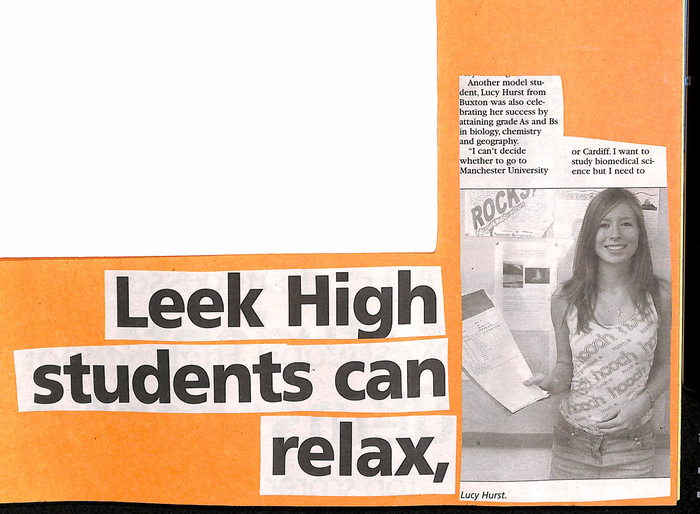 Another model stu-
dent, Lucy Hurst from
Buxton was also cele-
brating her success by
attaining grade As and Bs
in biology, chemistry
and geography.
"I can't decide
whether to go to
Manchester University
or Cardiff. I want to
study biomedical sci-
ence but I need to
ROCKS
Leek High
students can
relax,
Lucy Hurst.